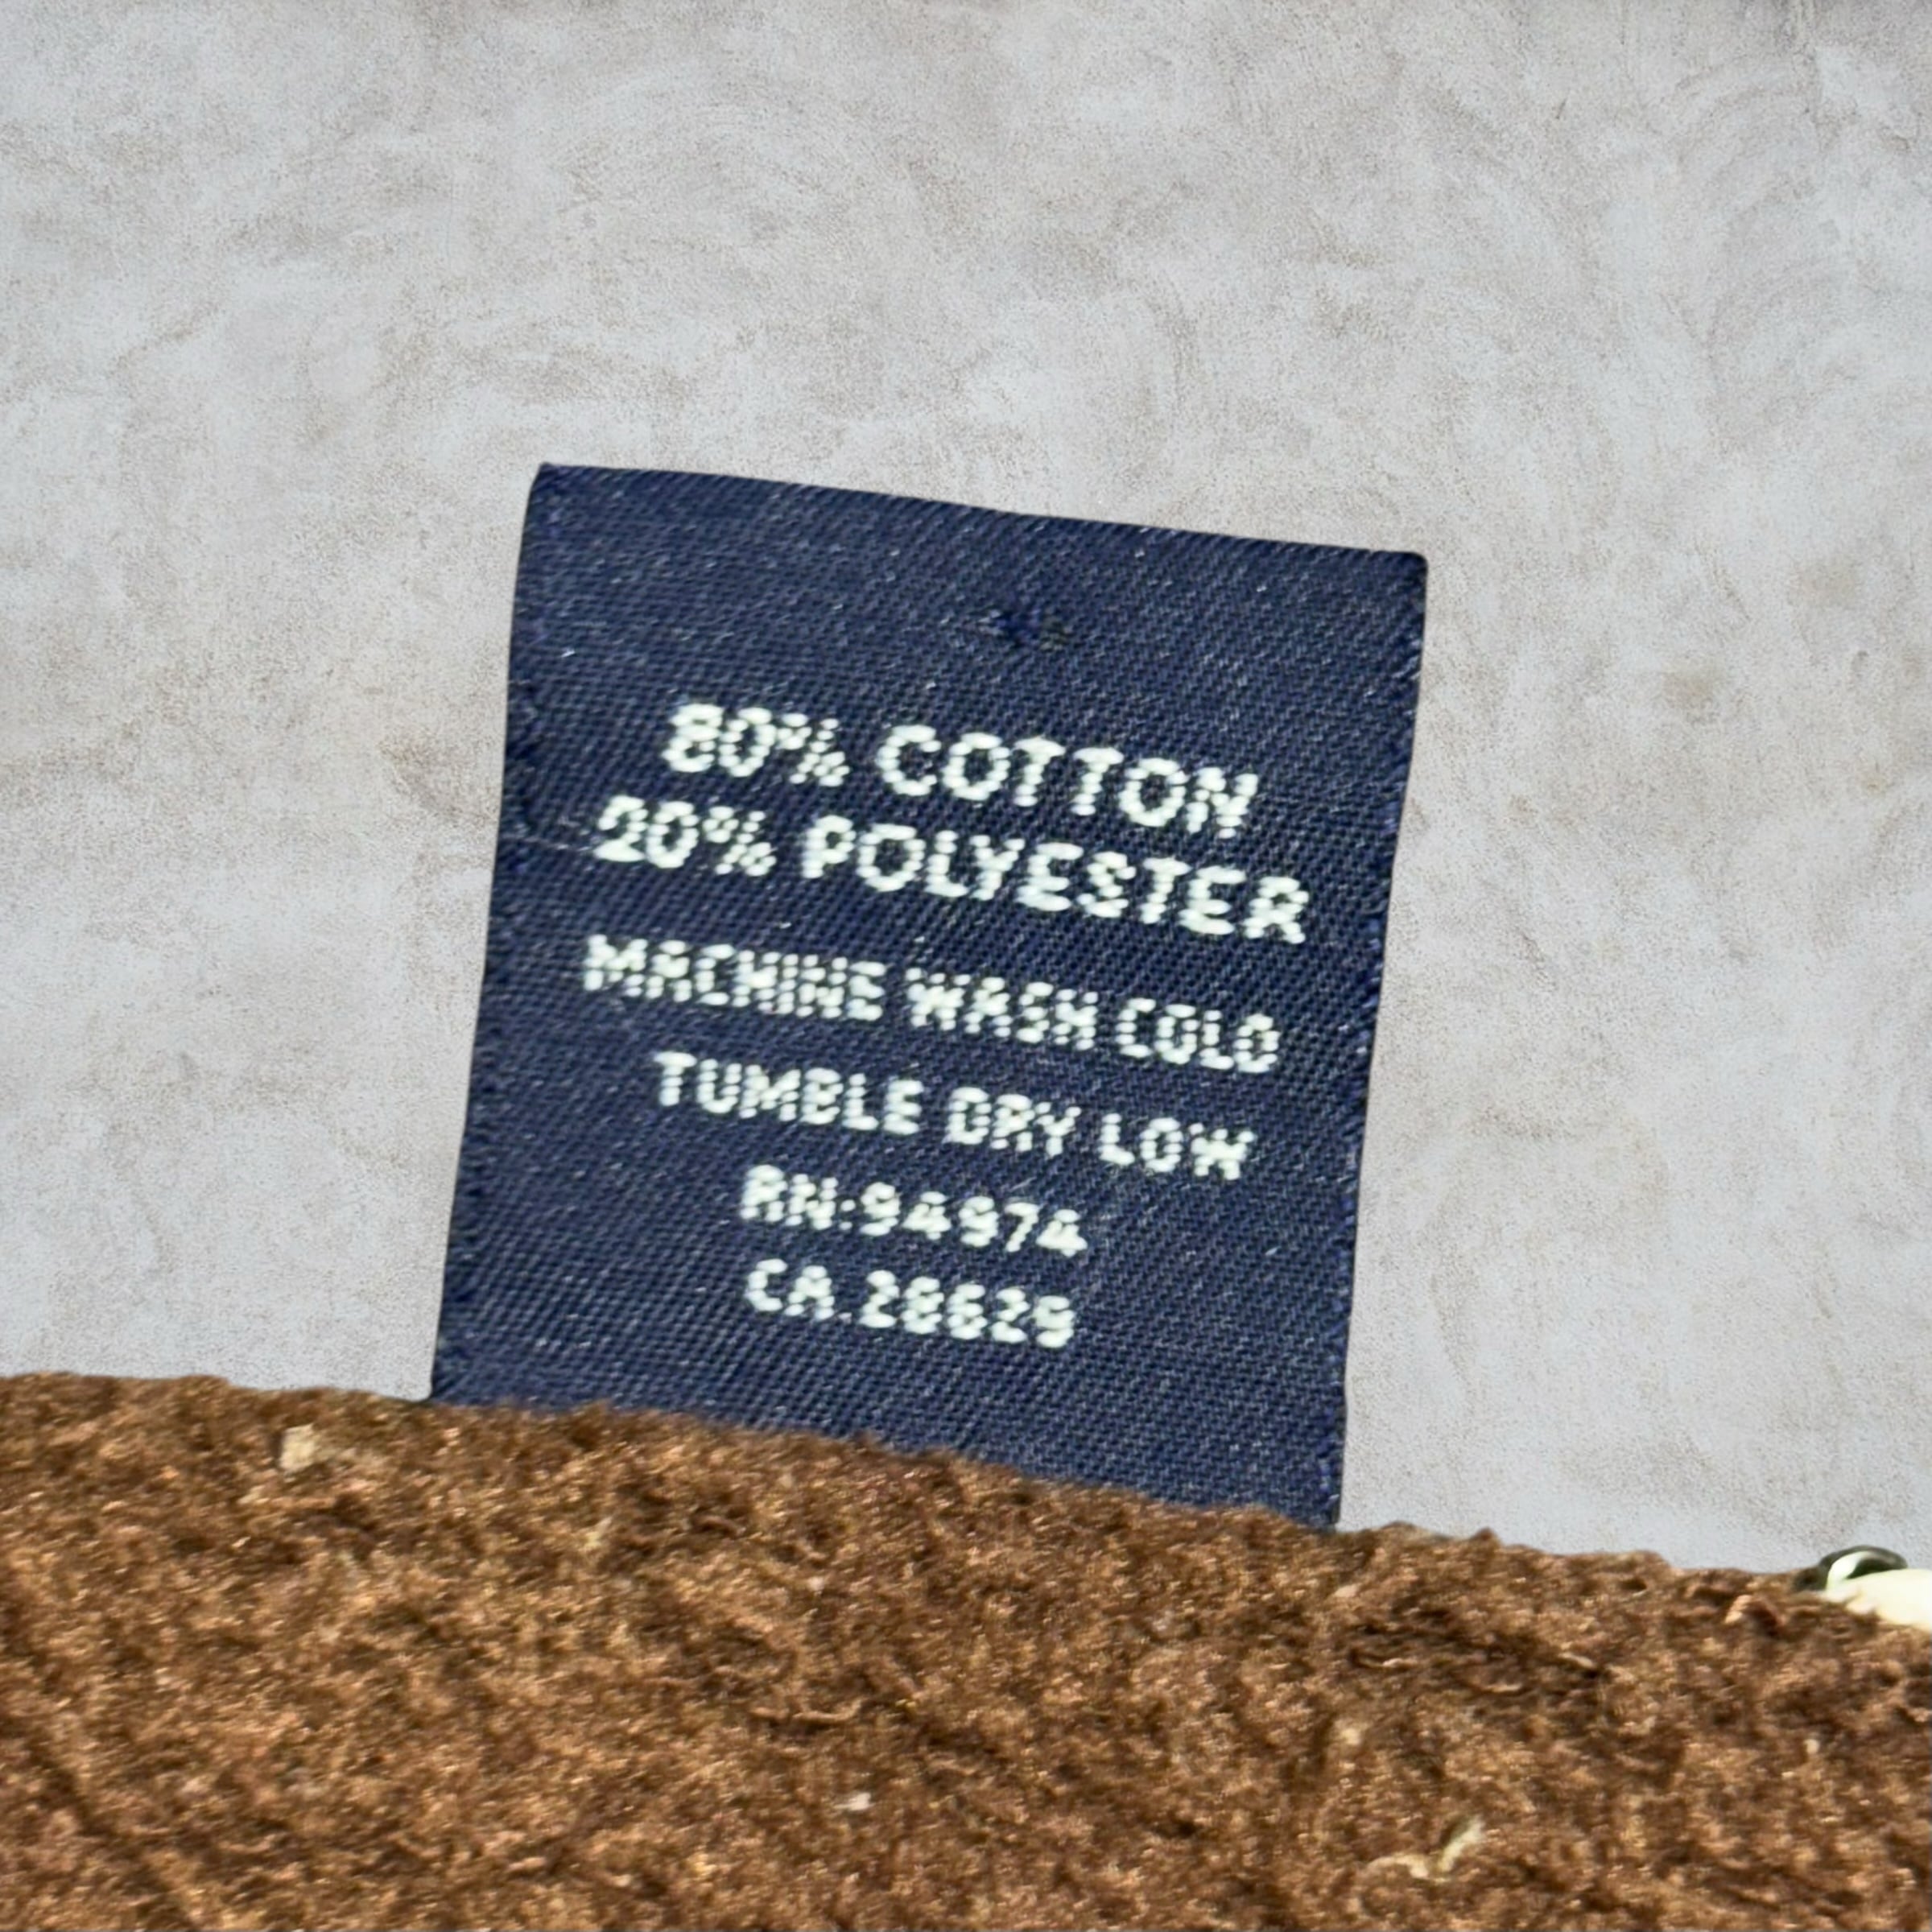 80% COTTON
20% POLYESTER
MACHINE WASH COLD
TUMBLE DRY LOW
RN:94974
CA.28629